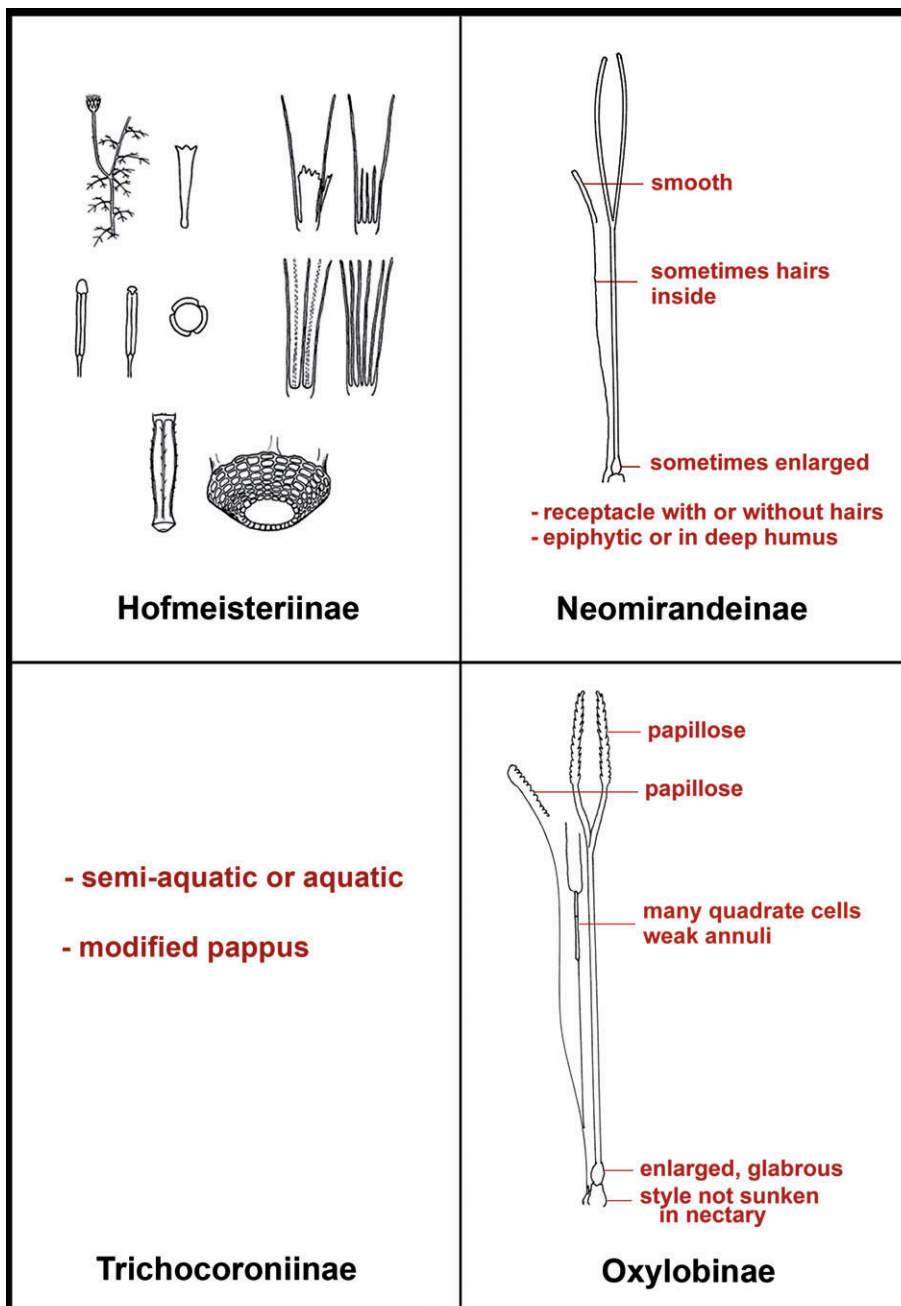 smooth
sometimes hairs
inside
sometimes enlarged
- receptacle with or without hairs
- epiphytic or in deep humus
Hofmeisteriinae
Neomirandeinae
- semi-aquatic or aquatic
- modified pappus
Trichocoroniinae
papillose
papillose
many quadrate cells
weak annuli
enlarged, glabrous
style not sunken
in nectary
Oxylobinae